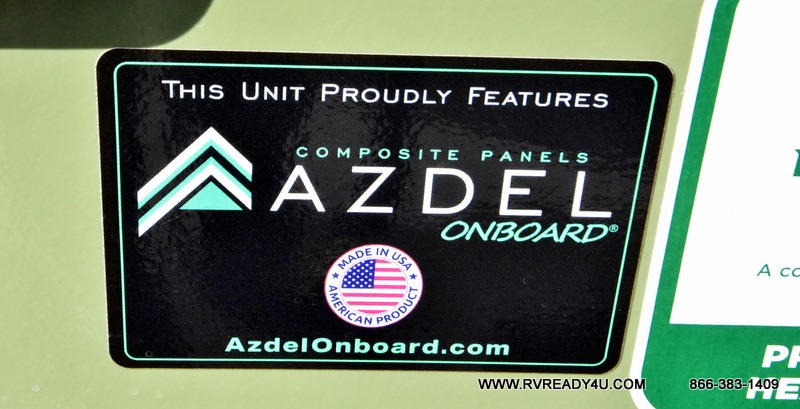 THIS UNIT PROUDLY FEATURES
COMPOSITE PANELS
AZDEL
ONBOARD®
MADE IN USA
AMERICAN PRODUCT
AzdelOnboard.com
A
WWW.RVREADY4U.COM 866-383-1409